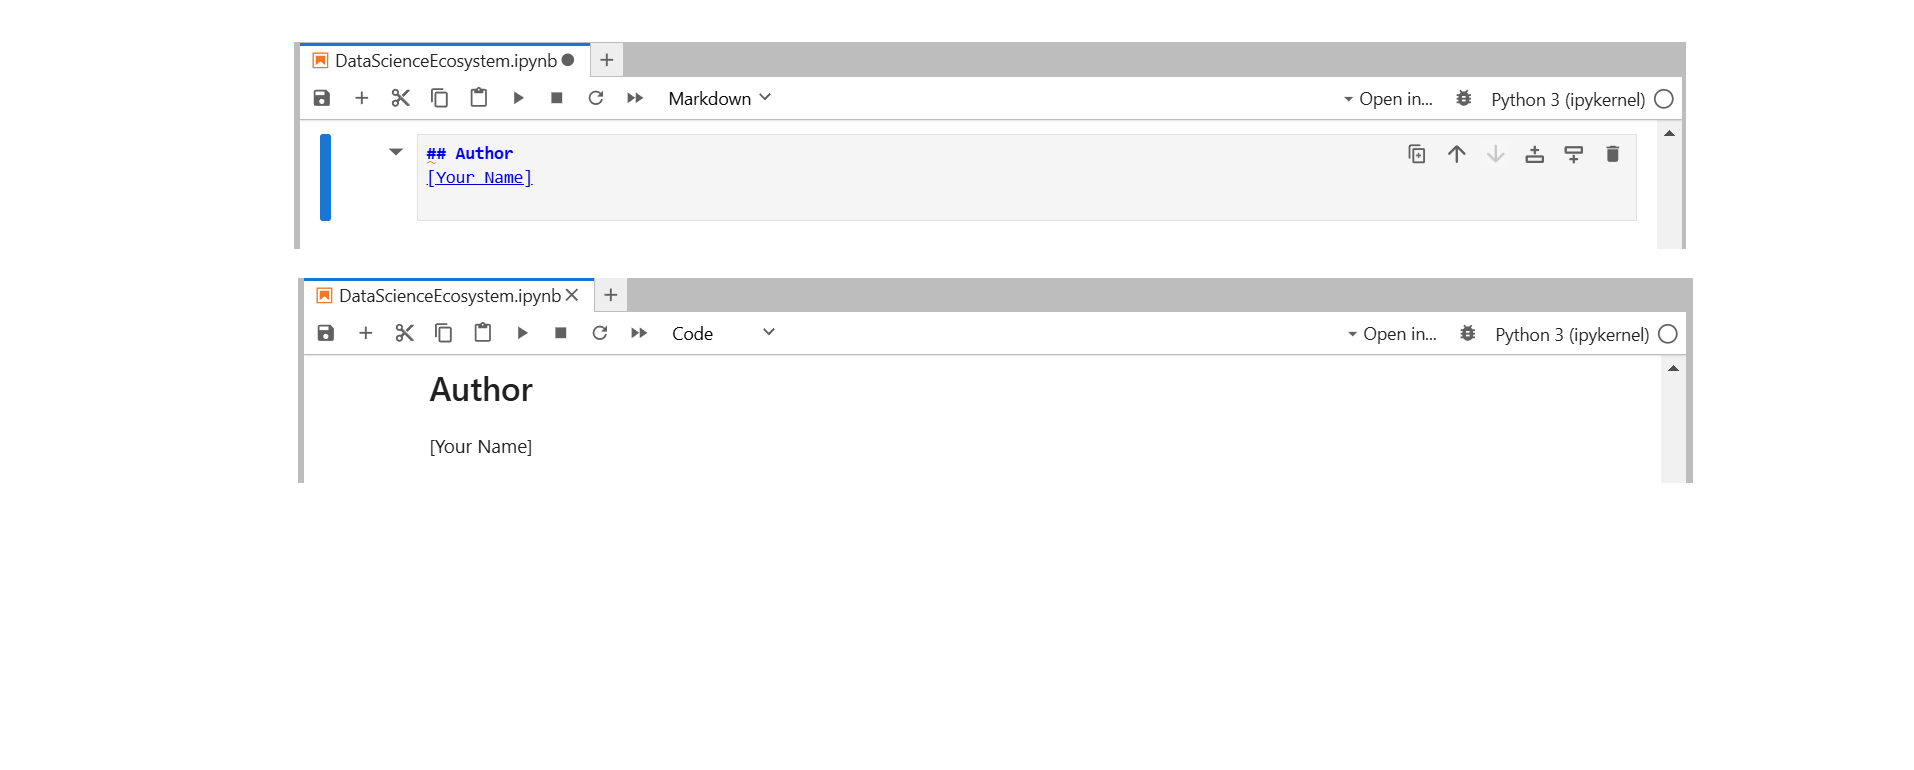 DataScienceEcosystem.ipynb
Markdown Open in... Python 3 (ipykernel)
## Author
[Your Name]
DataScienceEcosystem.ipynb
Code Open in... Python 3 (ipykernel)
Author
[Your Name]